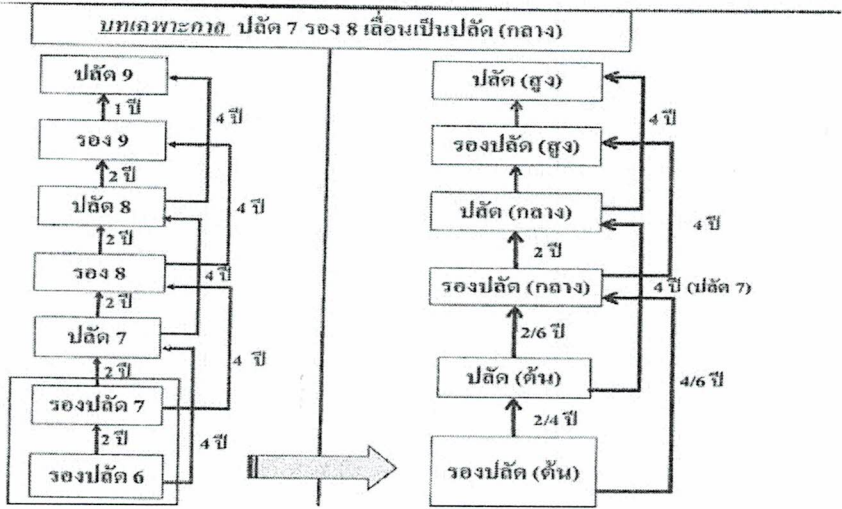 บทเฉพาะกาล ปลัด 7 รอง 8 เลื่อนเป็นปลัด (กลาง)
ปลัด 9
1 ปี
4 ปี
รอง 9
2 ปี
ปลัด 8
4 ปี
2 ปี
รอง 8
4 ปี
2 ปี
ปลัด 7
2 ปี
4 ปี
รองปลัด 7
2 ปี
4 ปี
รองปลัด 6
ปลัด (สูง)
4 ปี
รองปลัด (สูง)
ปลัด (กลาง)
4 ปี
2 ปี
รองปลัด (กลาง)
4 ปี (ปลัด 7)
2/6 ปี
ปลัด (ต้น)
4/6 ปี
2/4 ปี
รองปลัด (ต้น)